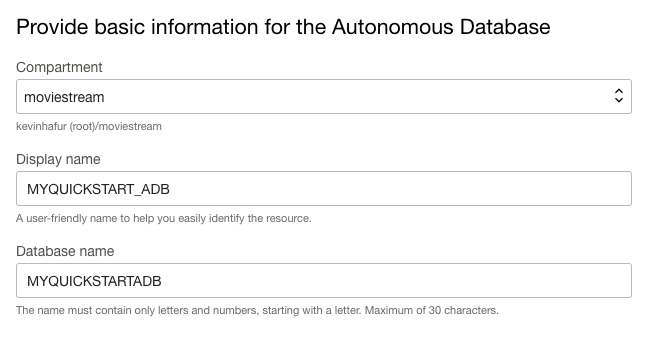 Provide basic information for the Autonomous Database
Compartment
moviestream
kevinhafur (root)/moviestream
Display name
MYQUICKSTART_ADB
A user-friendly name to help you easily identify the resource.
Database name
MYQUICKSTARTADB
The name must contain only letters and numbers, starting with a letter. Maximum of 30 characters.